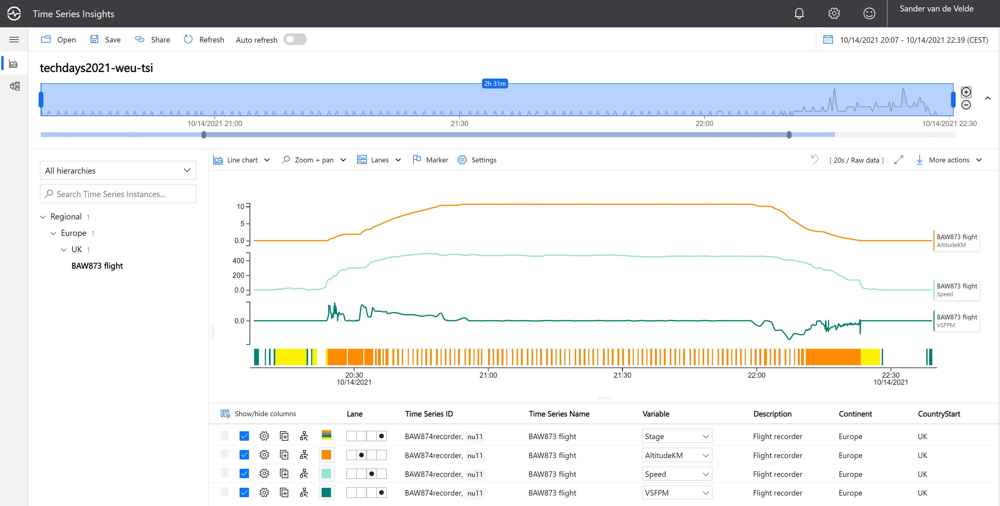 Time Series Insights
Sander van de Velde
Open Save Share Refresh Auto refresh
10/14/2021 20:07 - 10/14/2021 22:39 (CEST)
techdays2021-weu-tsi
2h 31m
10/14/2021 21:00 21:30 22:00 10/14/2021 22:30
All hierarchies
Search Time Series Instances...
Regional 1
Europe 1
UK 1
BAW873 flight
Line chart Zoom + pan Lanes Marker Settings
[ 20s / Raw data ] More actions
10
5
0.0
BAW873 flight
AltitudeKM
400
200
0.0
BAW873 flight
Speed
0.0
BAW873 flight
VSFPM
20:30 21:00 21:30 22:00 22:30
10/14/2021 10/14/2021
Show/hide columns Lane Time Series ID Time Series Name Variable Description Continent CountryStart
BAW874recorder, null BAW873 flight Stage Flight recorder Europe UK
BAW874recorder, null BAW873 flight AltitudeKM Flight recorder Europe UK
BAW874recorder, null BAW873 flight Speed Flight recorder Europe UK
BAW874recorder, null BAW873 flight VSFPM Flight recorder Europe UK